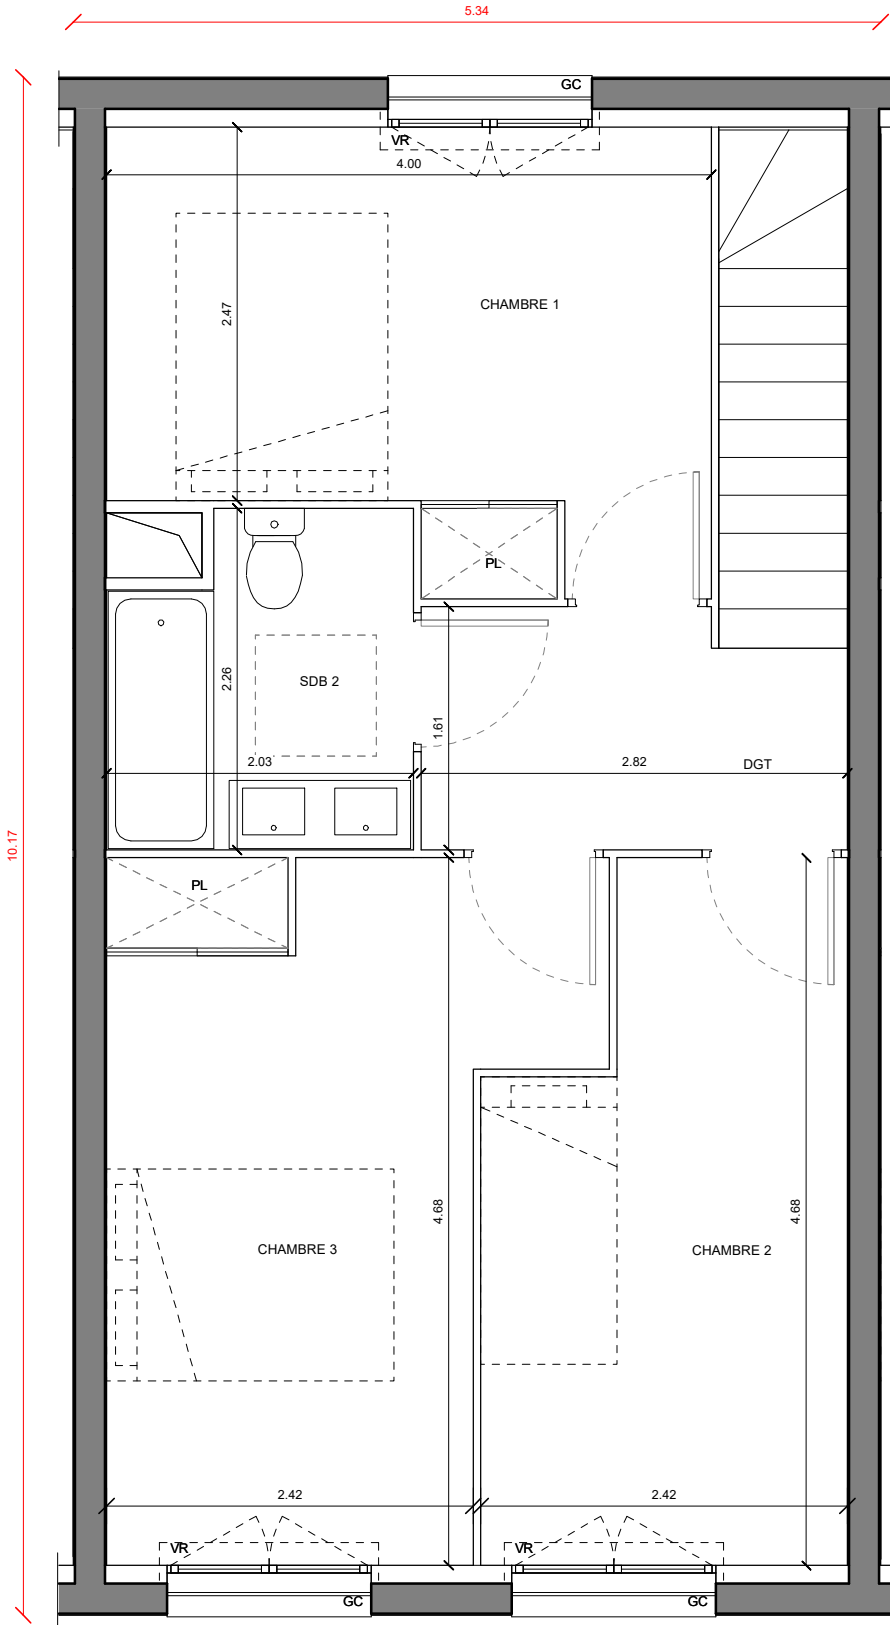 5.34
GC
VR
4.00
2.47
CHAMBRE 1
PL
2.26
SDB 2
1.61
2.03
2.82
DGT
10.17
PL
4.68
4.68
CHAMBRE 3
CHAMBRE 2
2.42
2.42
VR
VR
GC
GC